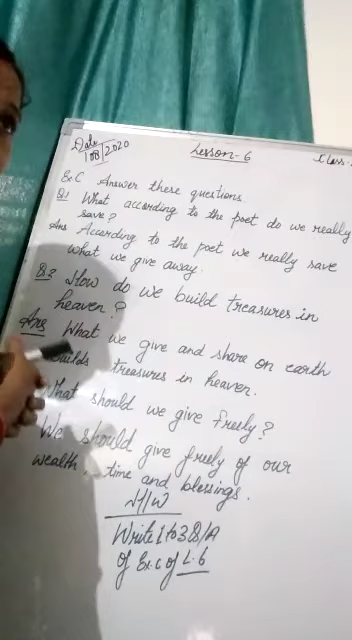 Date
1/08/2020
Lesson-6
Class-
Ex.C Answer these questions.
Q1 What according to the poet do we really
save?
Ans According to the poet we really save
what we give away.
Q2 How do we build treasures in
heaven?
Ans What we give and share on earth
builds treasures in heaven.
What should we give freely?
We should give freely of our
wealth, time and blessings.
H/W
Write 1 to 3 Q/A
of Ex.C of L.6